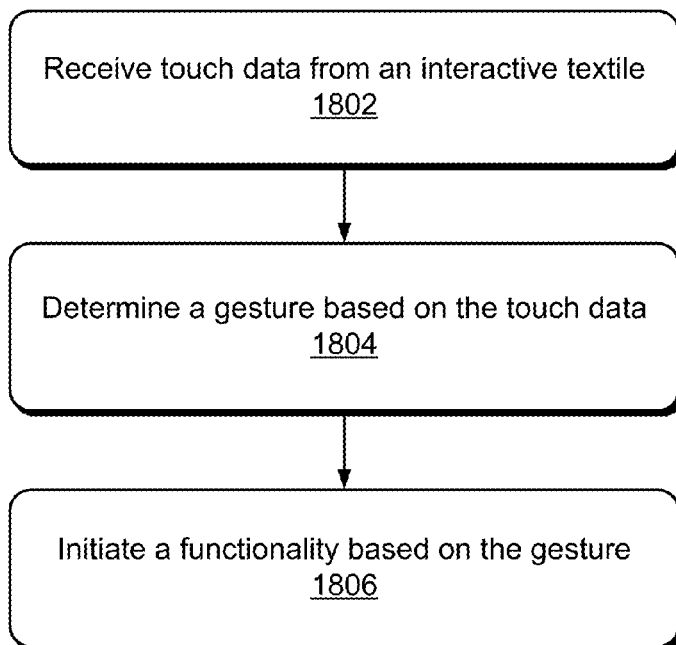 Receive touch data from an interactive textile
1802
Determine a gesture based on the touch data
1804
Initiate a functionality based on the gesture
1806